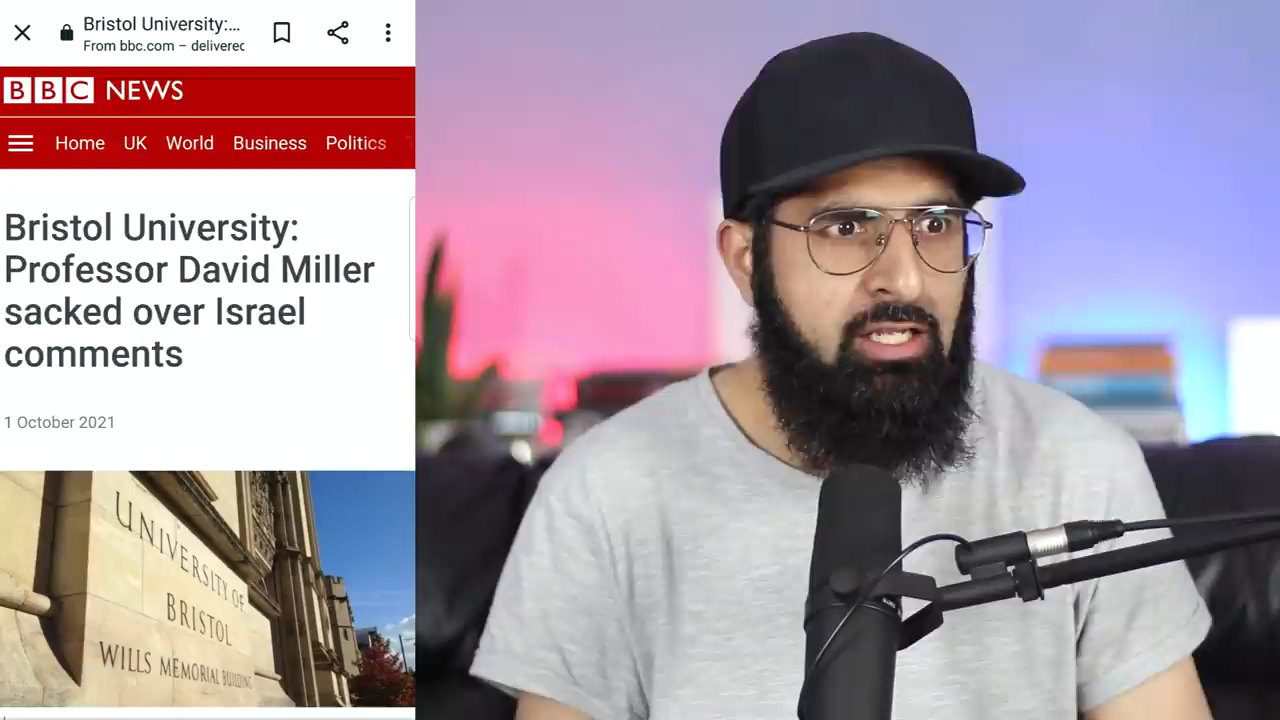 Bristol University:...
From bbc.com – delivered
BBC NEWS
Home UK World Business Politics
Bristol University:
Professor David Miller
sacked over Israel
comments
1 October 2021
UNIVERSITY OF
BRISTOL
WILLS MEMORIAL BUILDING